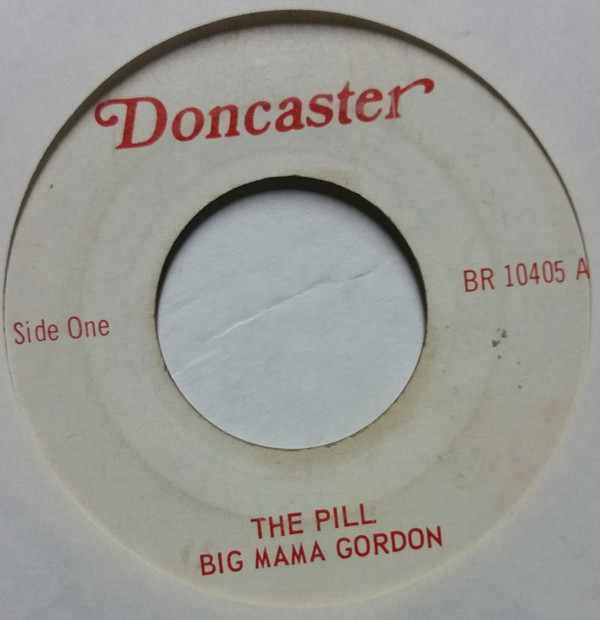 Doncaster
Side One
BR 10405 A
THE PILL
BIG MAMA GORDON